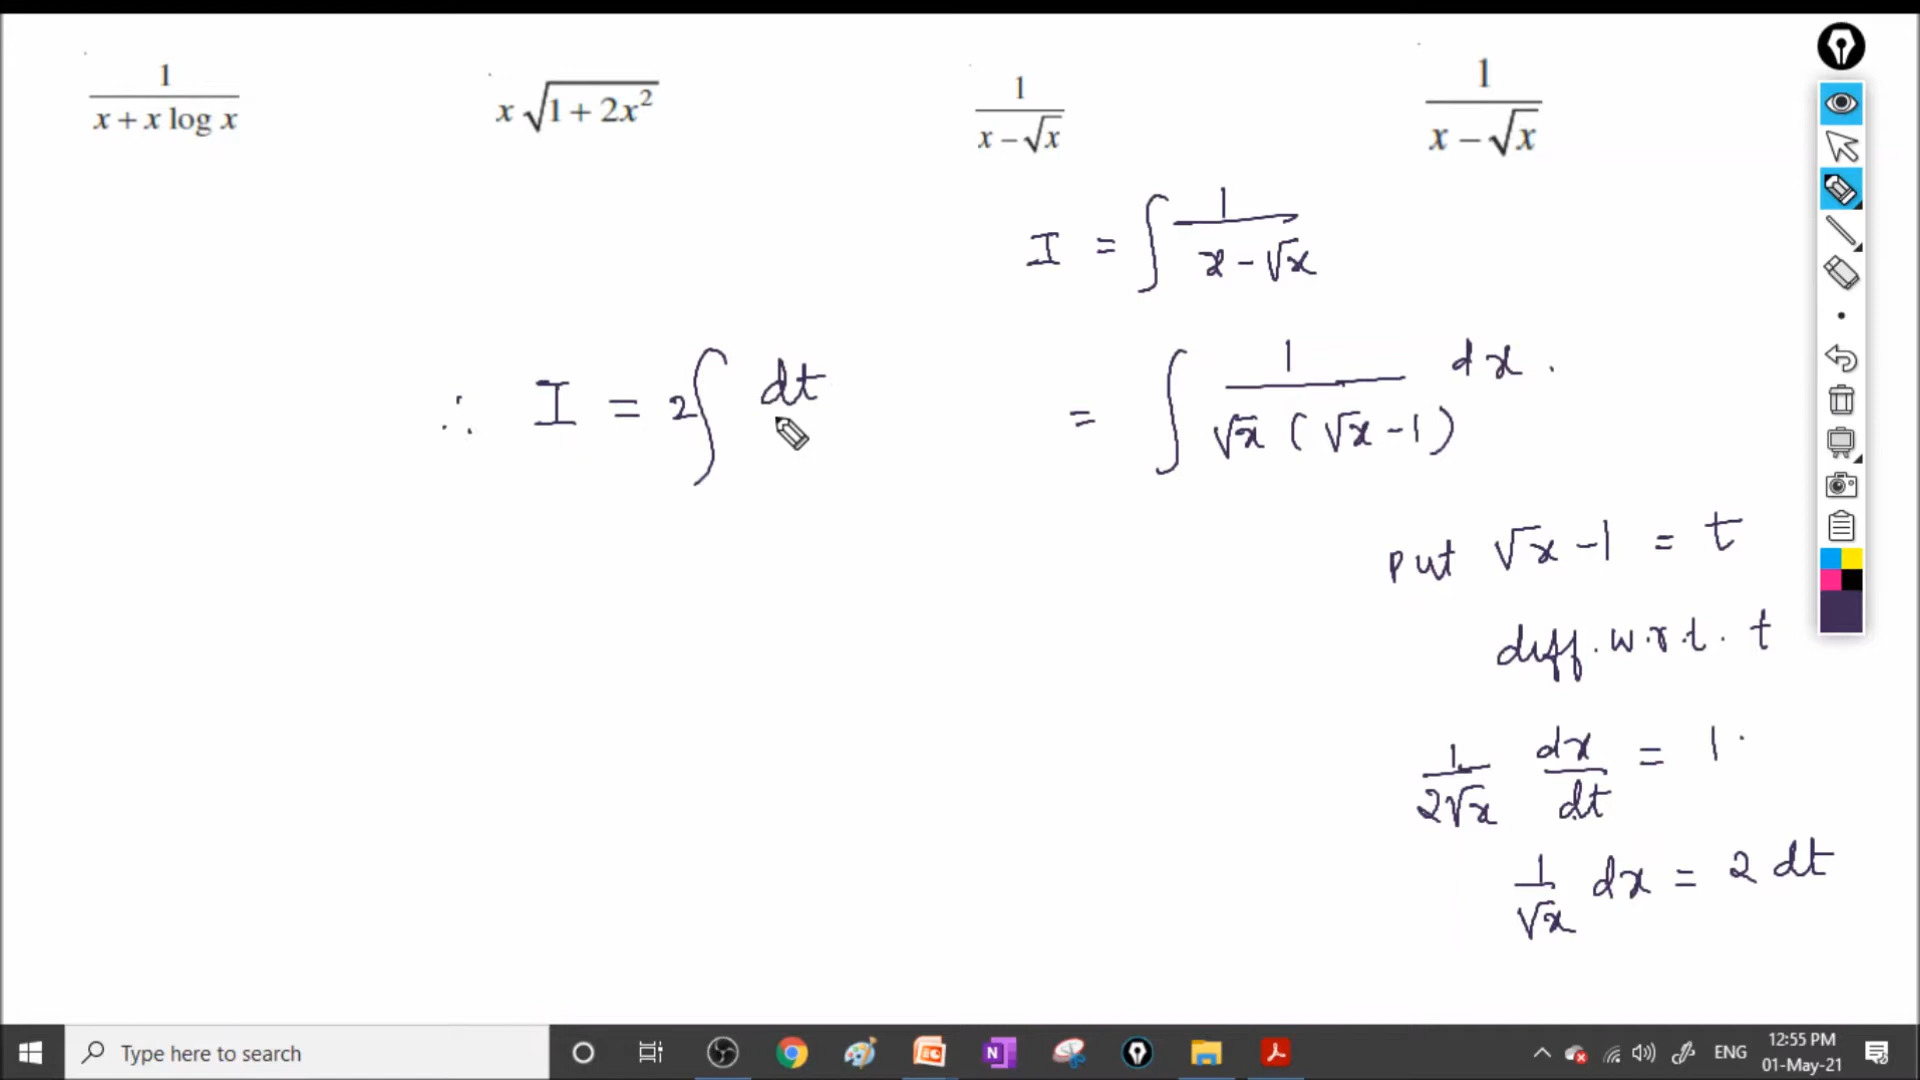 1/(x + x log x)
x√(1 + 2x²)
1/(x – √x)
1/(x – √x)
I = ∫ 1/(x – √x)
= ∫ 1/(√x (√x – 1)) dx .
∴ I = 2∫ dt
put √x – 1 = t
diff. w.r.t. t
1/(2√x) dx/dt = 1 .
1/√x dx = 2 dt
Type here to search
ENG
12:55 PM
01-May-21